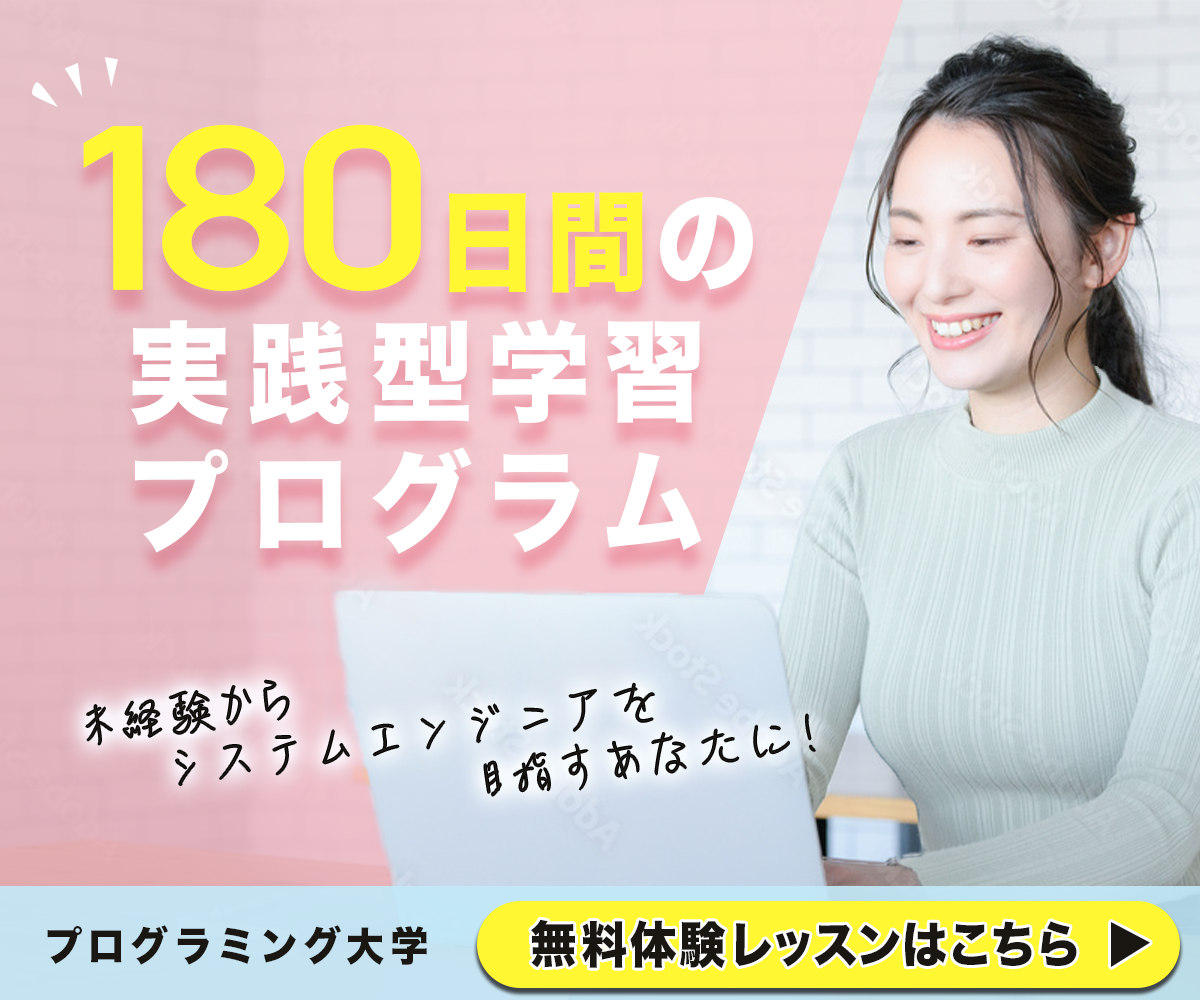 180日間の
実践型学習
プログラム
未経験から
システムエンジニアを
目指すあなたに!
プログラミング大学
無料体験レッスンはこちら ▶